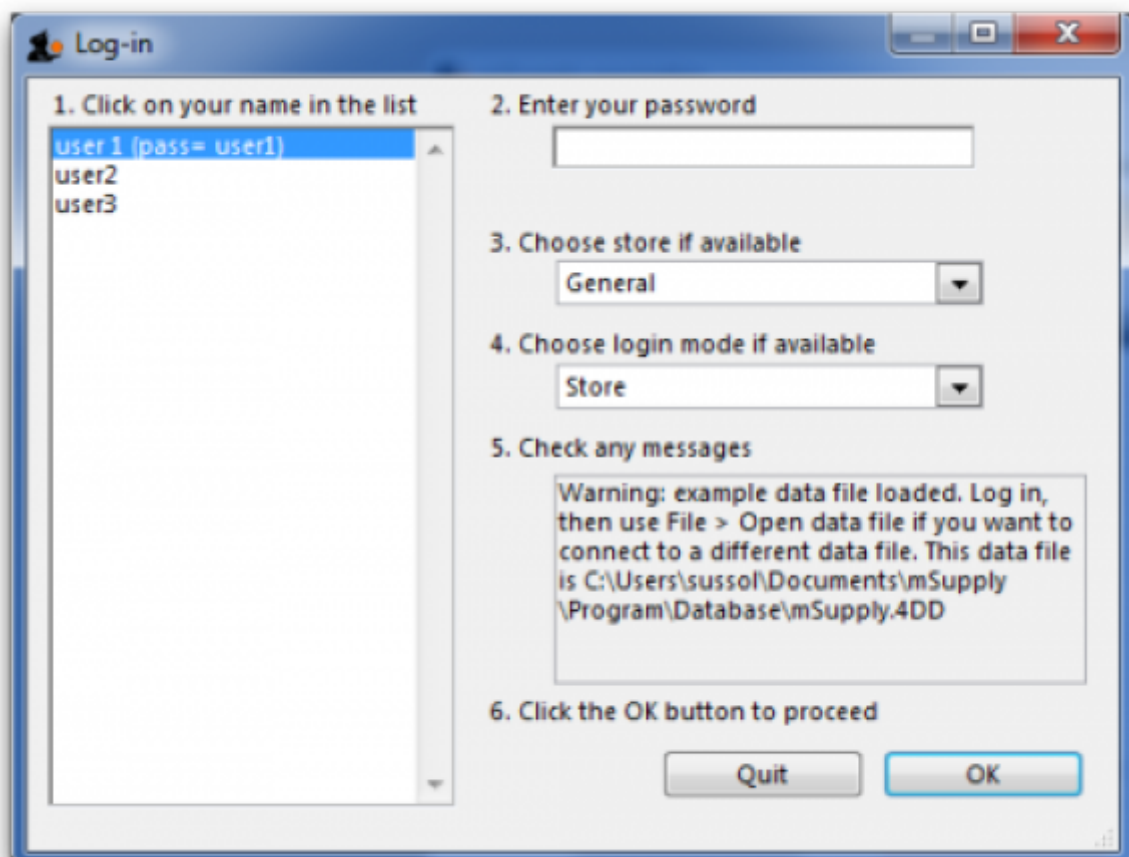 Log-in
1. Click on your name in the list
user 1 (pass= user1)
user2
user3
2. Enter your password
3. Choose store if available
General
4. Choose login mode if available
Store
5. Check any messages
Warning: example data file loaded. Log in,
then use File > Open data file if you want to
connect to a different data file. This data file
is C:\Users\sussol\Documents\mSupply
\Program\Database\mSupply.4DD
6. Click the OK button to proceed
Quit
OK